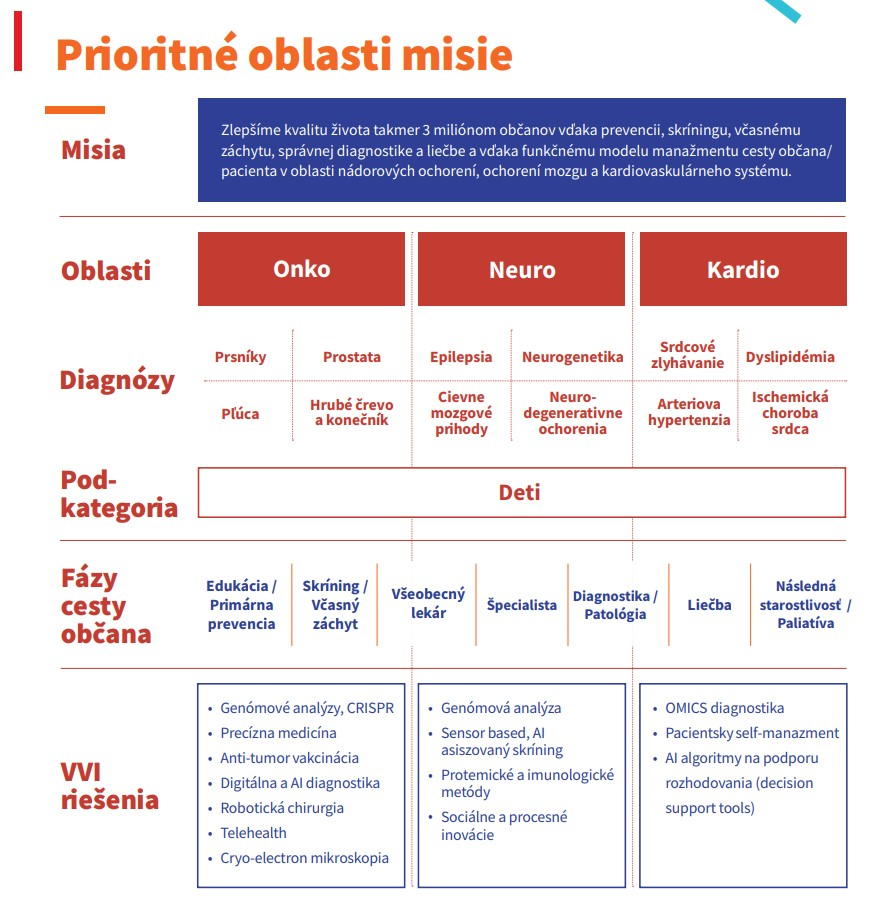 Prioritné oblasti misie
Misia
Zlepšíme kvalitu života takmer 3 miliónom občanov vďaka prevencii, skríningu, včasnému
záchytu, správnej diagnostike a liečbe a vďaka funkčnému modelu manažmentu cesty občana/
pacienta v oblasti nádorových ochorení, ochorení mozgu a kardiovaskulárneho systému.
Oblasti
Onko
Neuro
Kardio
Diagnózy
Prsníky
Prostata
Epilepsia
Neurogenetika
Srdcové
zlyhávanie
Dyslipidémia
Pľúca
Hrubé črevo
a konečník
Cievne
mozgové
prihody
Neuro-
degenerativne
ochorenia
Arteriova
hypertenzia
Ischemická
choroba
srdca
Pod-
kategoria
Deti
Fázy
cesty
občana
Edukácia /
Primárna
prevencia
Skríning /
Včasný
záchyt
Všeobecný
lekár
Špecialista
Diagnostika /
Patológia
Liečba
Následná
starostlivosť /
Paliatíva
VVI
riešenia
• Genómové analýzy, CRISPR
• Precízna medicína
• Anti-tumor vakcinácia
• Digitálna a AI diagnostika
• Robotická chirurgia
• Telehealth
• Cryo-electron mikroskopia
• Genómová analýza
• Sensor based, AI
asiszovaný skríning
• Protemické a imunologické
metódy
• Sociálne a procesné
inovácie
• OMICS diagnostika
• Pacientsky self-manazment
• AI algoritmy na podporu
rozhodovania (decision
support tools)